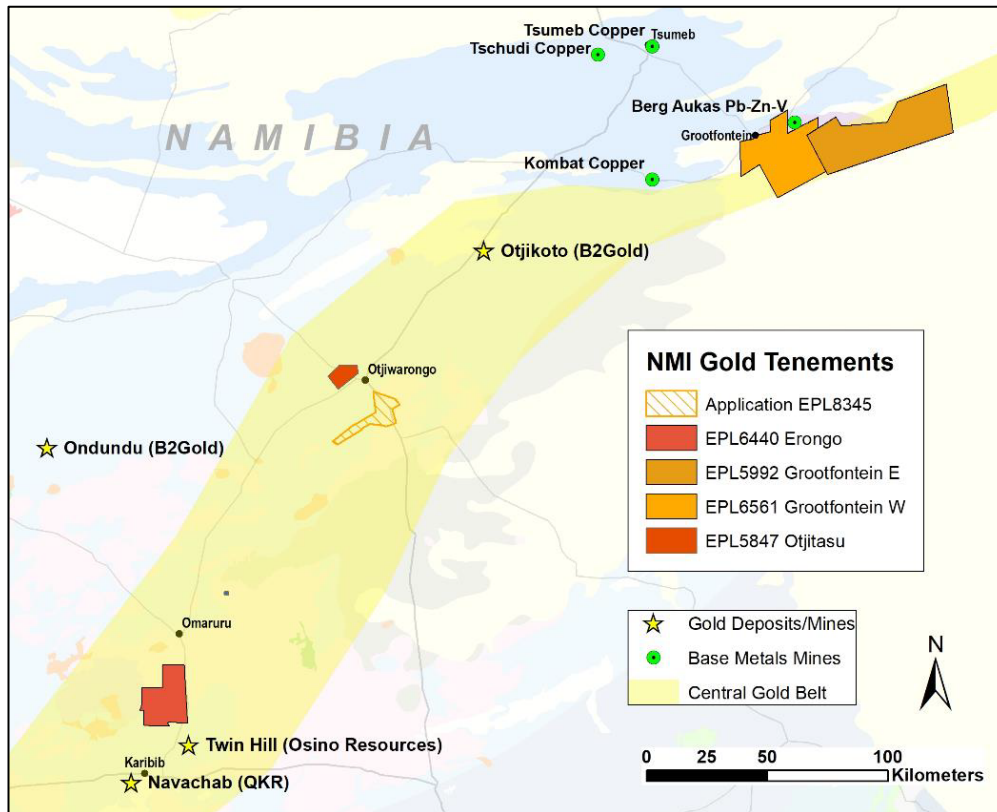 Tsumeb Copper
Tsumeb
Tschudi Copper
Berg Aukas Pb-Zn-V
Grootfontein
NAMIBIA
Kombat Copper
Otjikoto (B2Gold)
Otjiwarongo
Ondundu (B2Gold)
Omaruru
Twin Hill (Osino Resources)
Karibib
Navachab (QKR)
NMI Gold Tenements
Application EPL8345
EPL6440 Erongo
EPL5992 Grootfontein E
EPL6561 Grootfontein W
EPL5847 Otjitasu
Gold Deposits/Mines
Base Metals Mines
Central Gold Belt
N
0 25 50 100
Kilometers